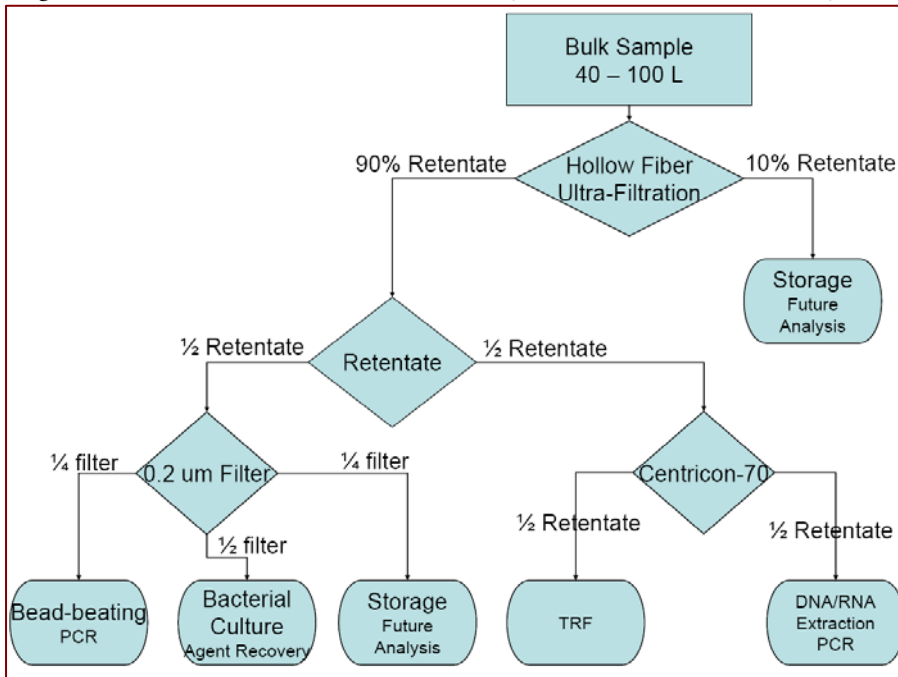 Bulk Sample
40 – 100 L
90% Retentate
Hollow Fiber
Ultra-Filtration
10% Retentate
Storage
Future
Analysis
½ Retentate
Retentate
½ Retentate
¼ filter
0.2 um Filter
¼ filter
½ filter
Centricon-70
½ Retentate
½ Retentate
Bead-beating
PCR
Bacterial
Culture
Agent Recovery
Storage
Future
Analysis
TRF
DNA/RNA
Extraction
PCR